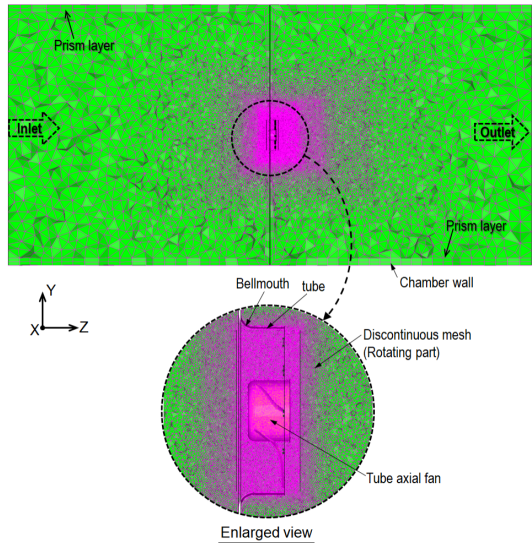 Prism layer
Inlet
Outlet
Prism layer
Chamber wall
Y
X
Z
Bellmouth
tube
Discontinuous mesh
(Rotating part)
Tube axial fan
Enlarged view